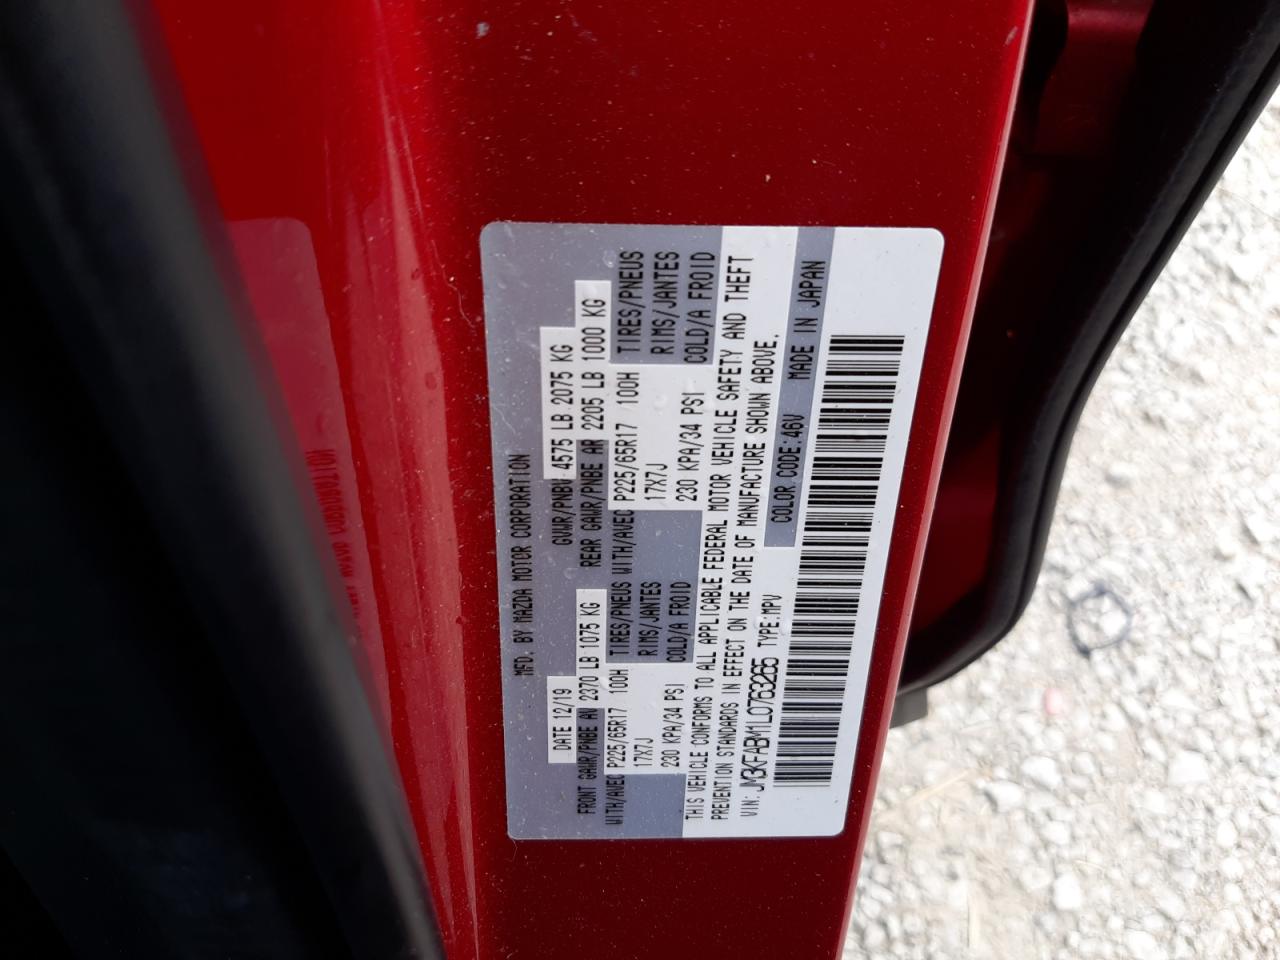 MFD. BY MAZDA MOTOR CORPORATION
DATE 12/19 GVWR/PNBV 4575 LB 2075 KG
FRONT GAWR/PNBE AV 2370 LB 1075 KG REAR GAWR/PNBE AR 2205 LB 1000 KG
WITH/AVEC P225/65R17 100H TIRES/PNEUS WITH/AVEC P225/65R17 /100H TIRES/PNEUS
17X7J RIMS/JANTES 17X7J RIMS/JANTES
230 KPA/34 PSI COLD/A FROID 230 KPA/34 PSI COLD/A FROID
THIS VEHICLE CONFORMS TO ALL APPLICABLE FEDERAL MOTOR VEHICLE SAFETY AND THEFT
PREVENTION STANDARDS IN EFFECT ON THE DATE OF MANUFACTURE SHOWN ABOVE.
VIN: JM3KFABM1L0763265 TYPE:MPV COLOR CODE:46V MADE IN JAPAN